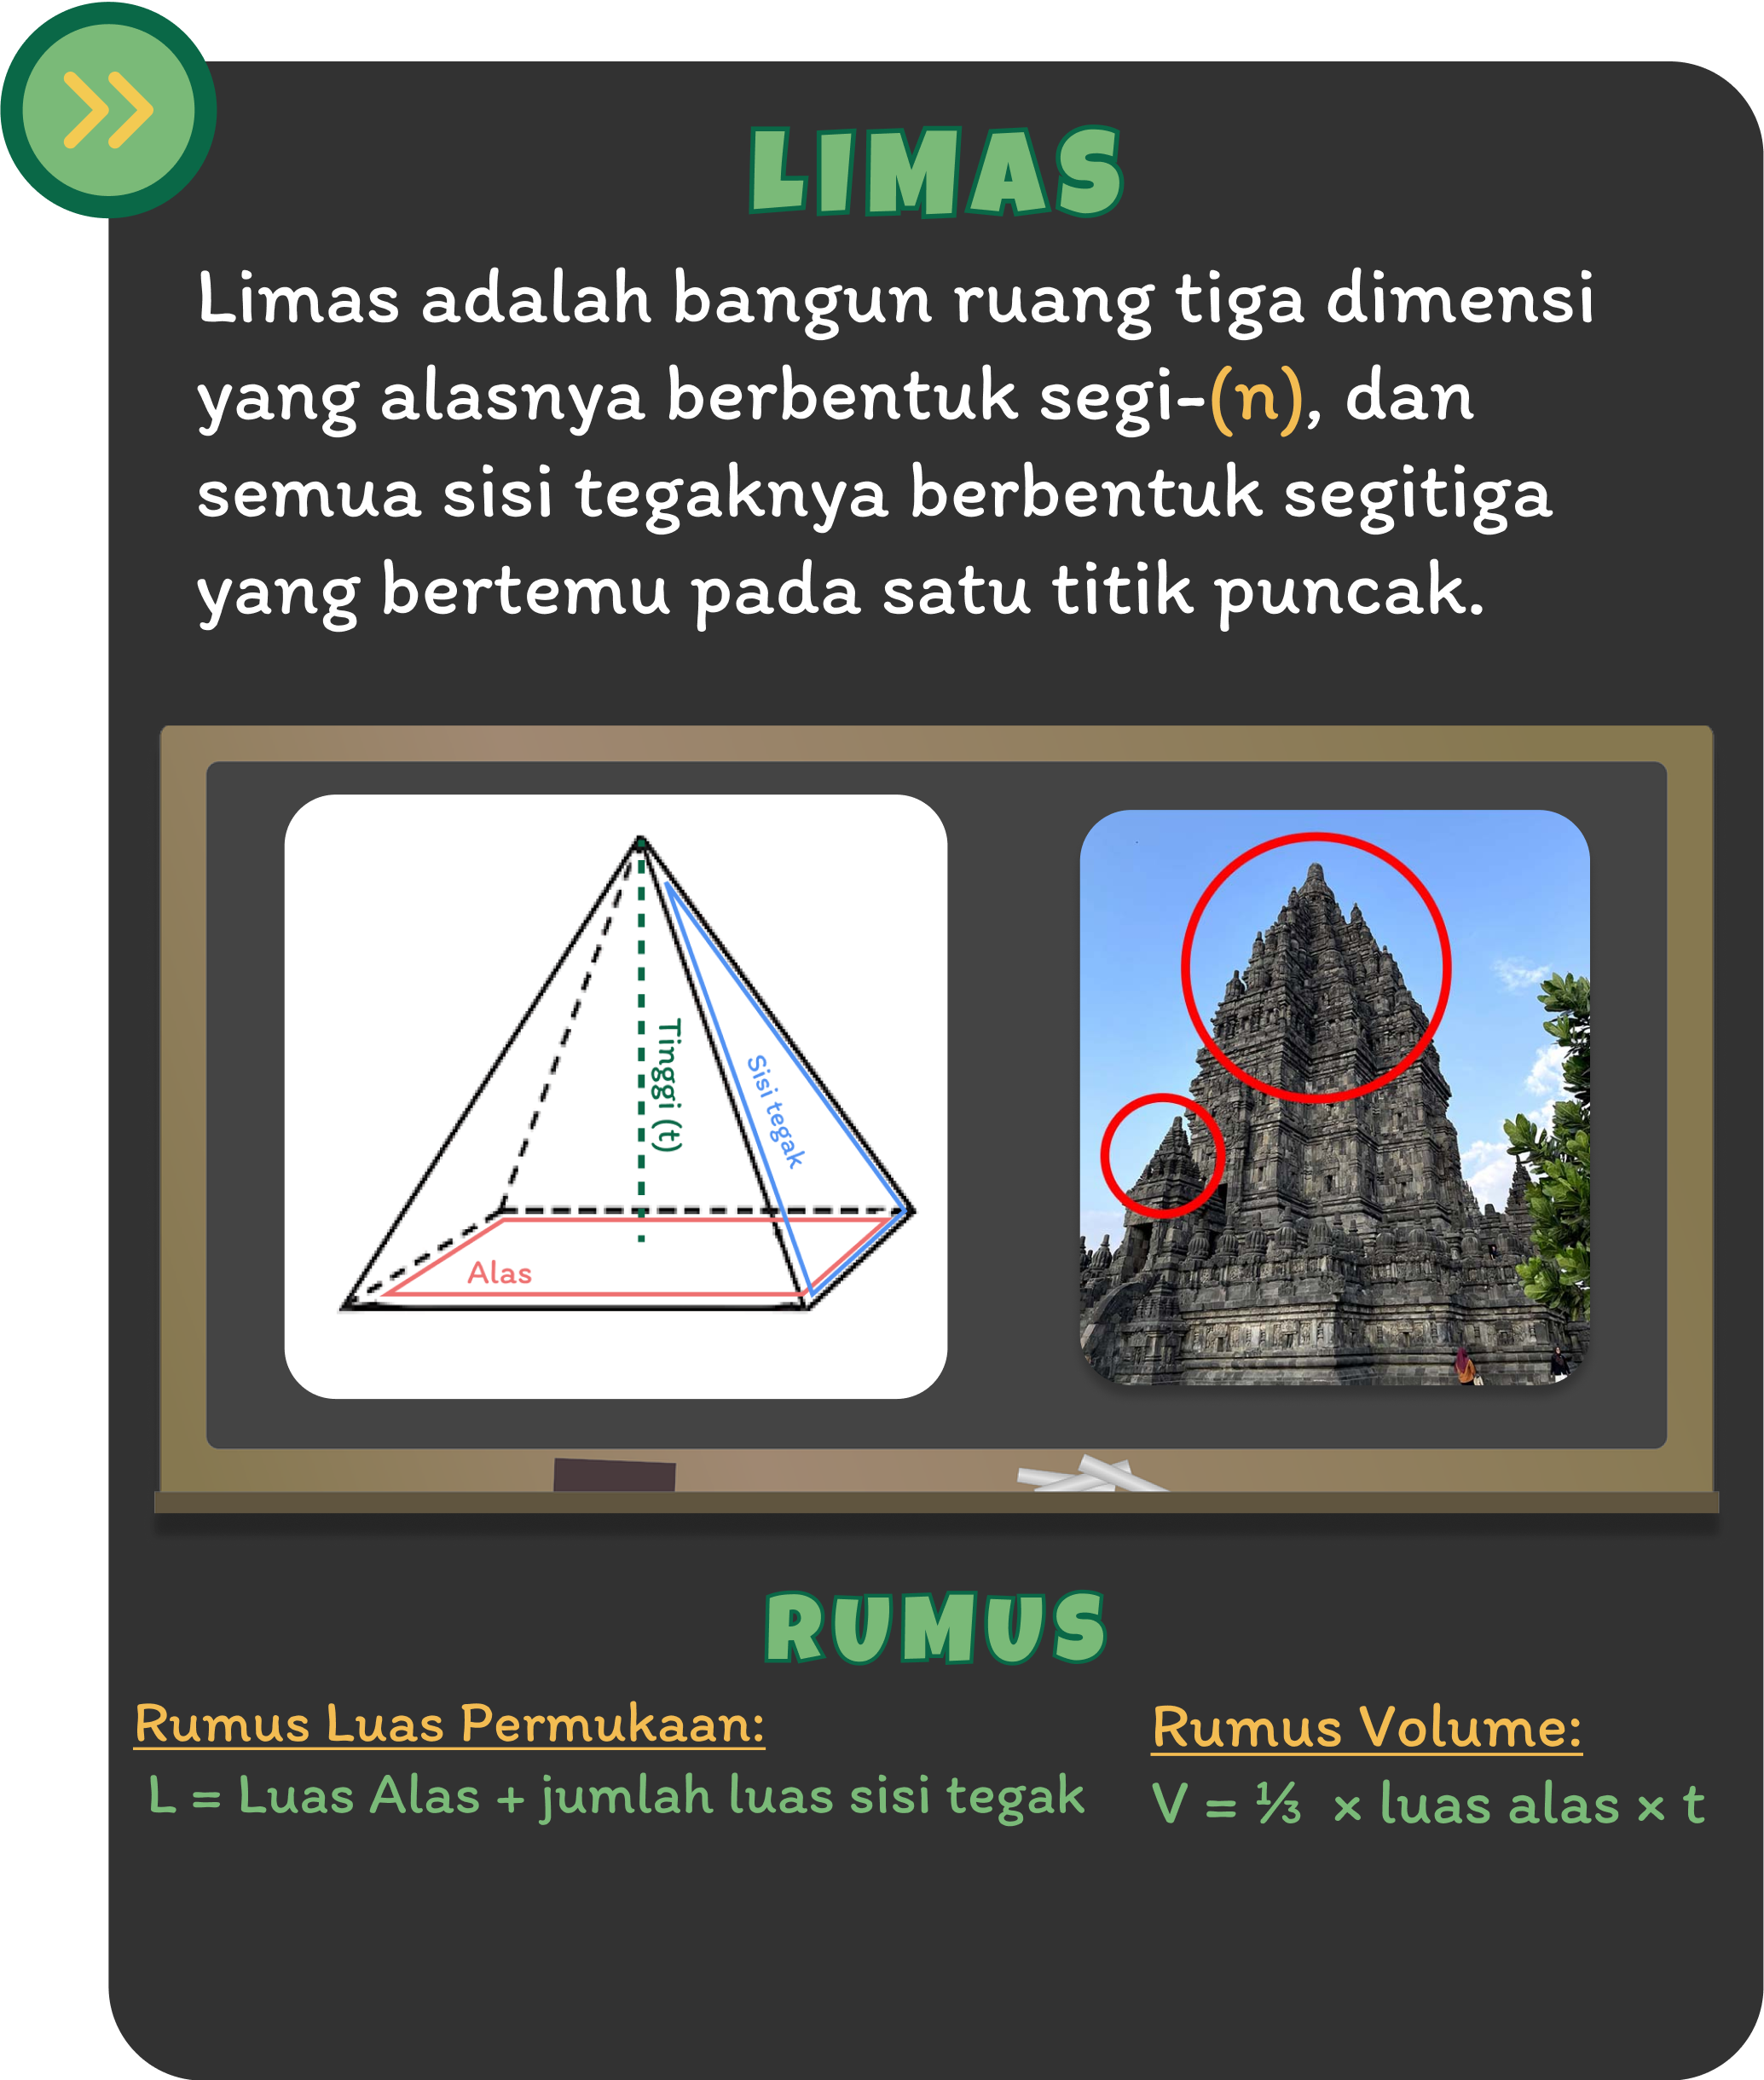 LIMAS
Limas adalah bangun ruang tiga dimensi
yang alasnya berbentuk segi-(n), dan
semua sisi tegaknya berbentuk segitiga
yang bertemu pada satu titik puncak.
Tinggi (t)
Sisi tegak
Alas
RUMUS
Rumus Luas Permukaan:
L = Luas Alas + jumlah luas sisi tegak
Rumus Volume:
V = ⅓ x luas alas x t